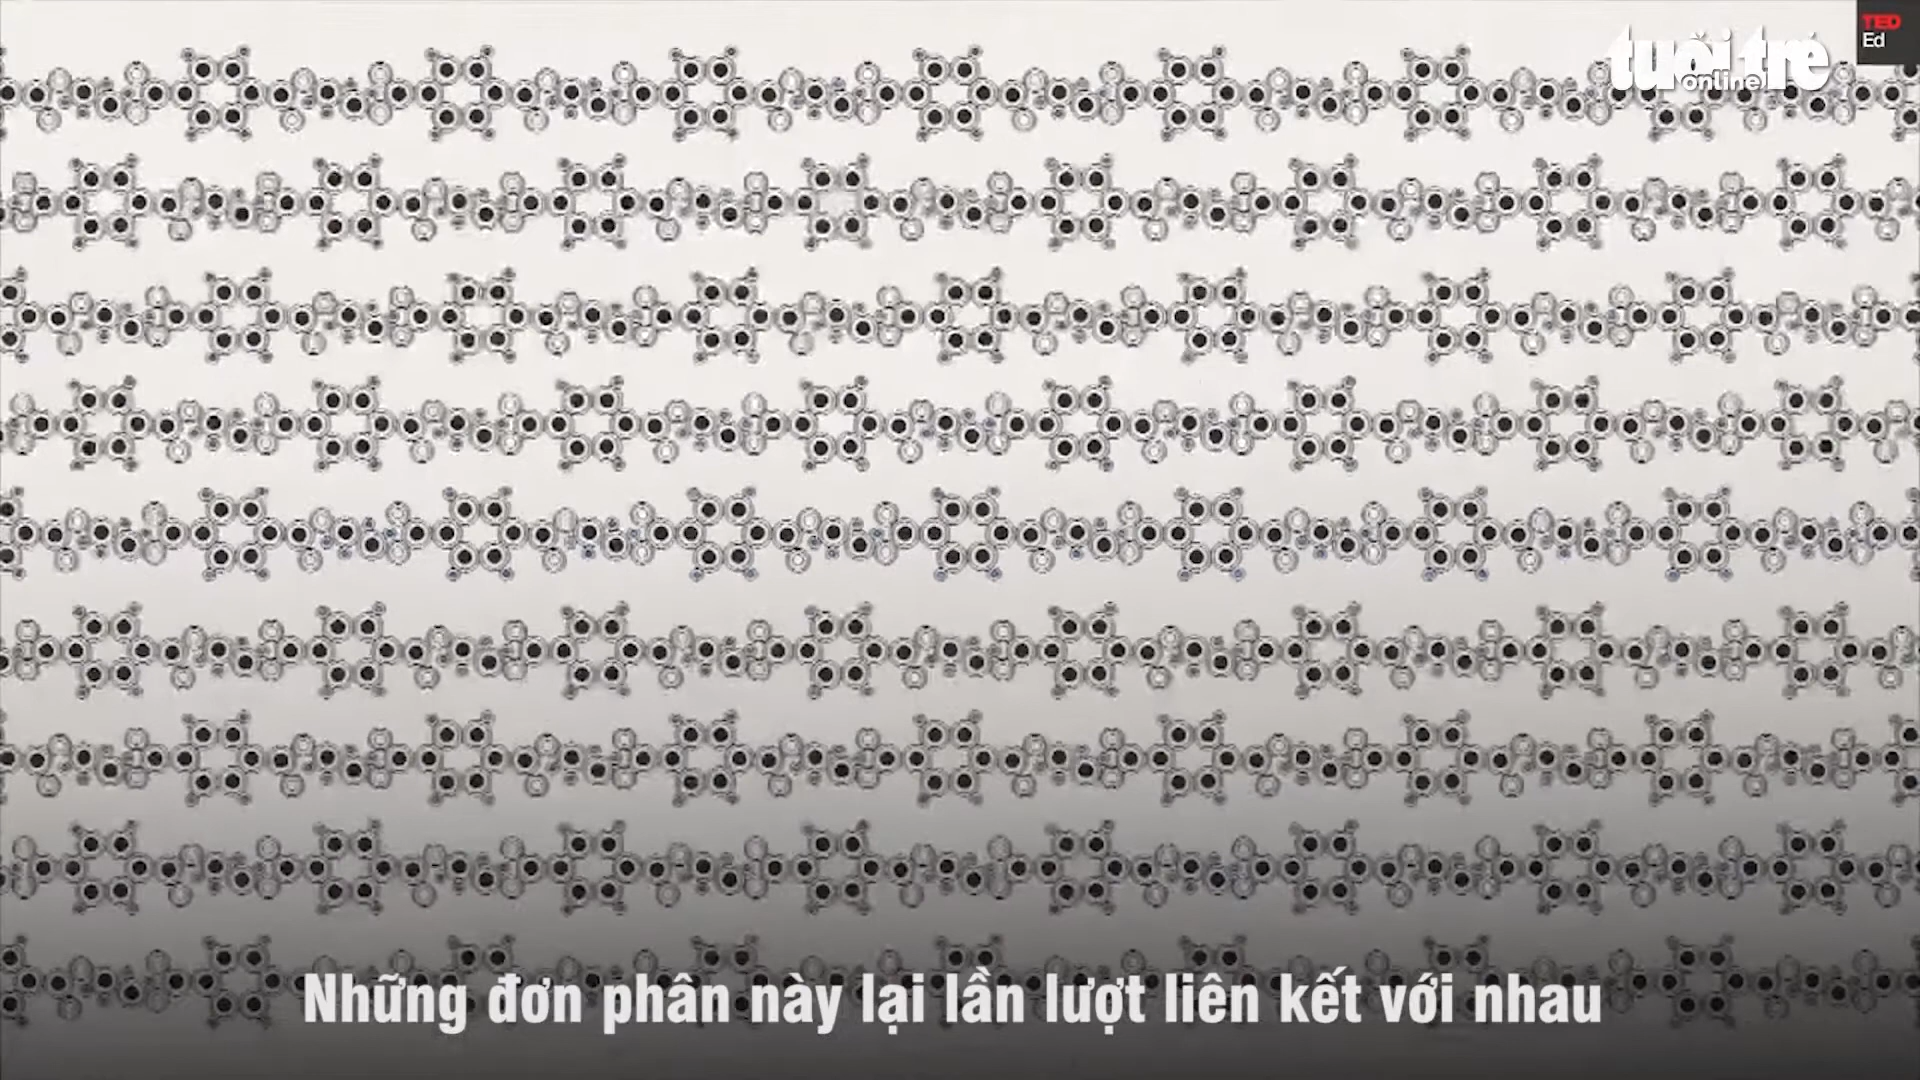 TED
Ed
tuổi trẻ
online
Những đơn phân này lại lần lượt liên kết với nhau